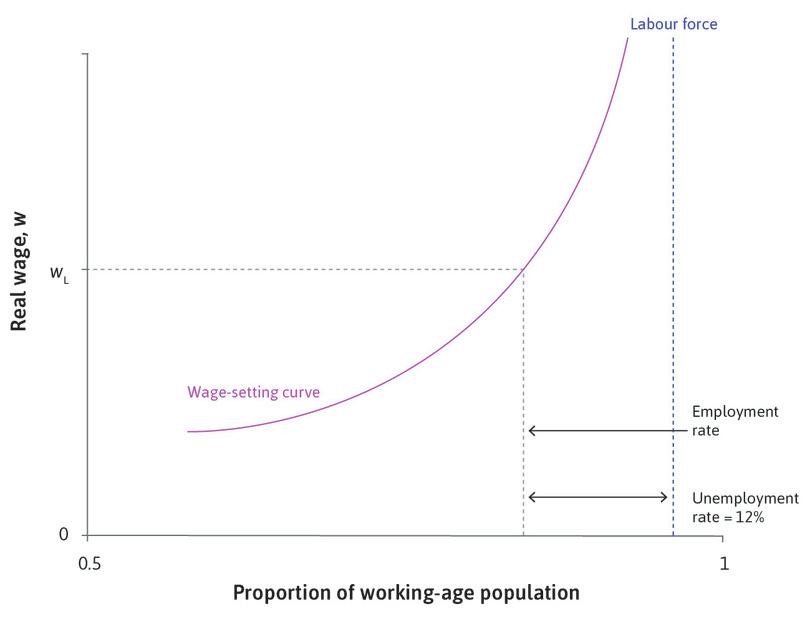 Labour force
Real wage, w
wL
Wage-setting curve
Employment
rate
Unemployment
rate = 12%
0
0.5
1
Proportion of working-age population